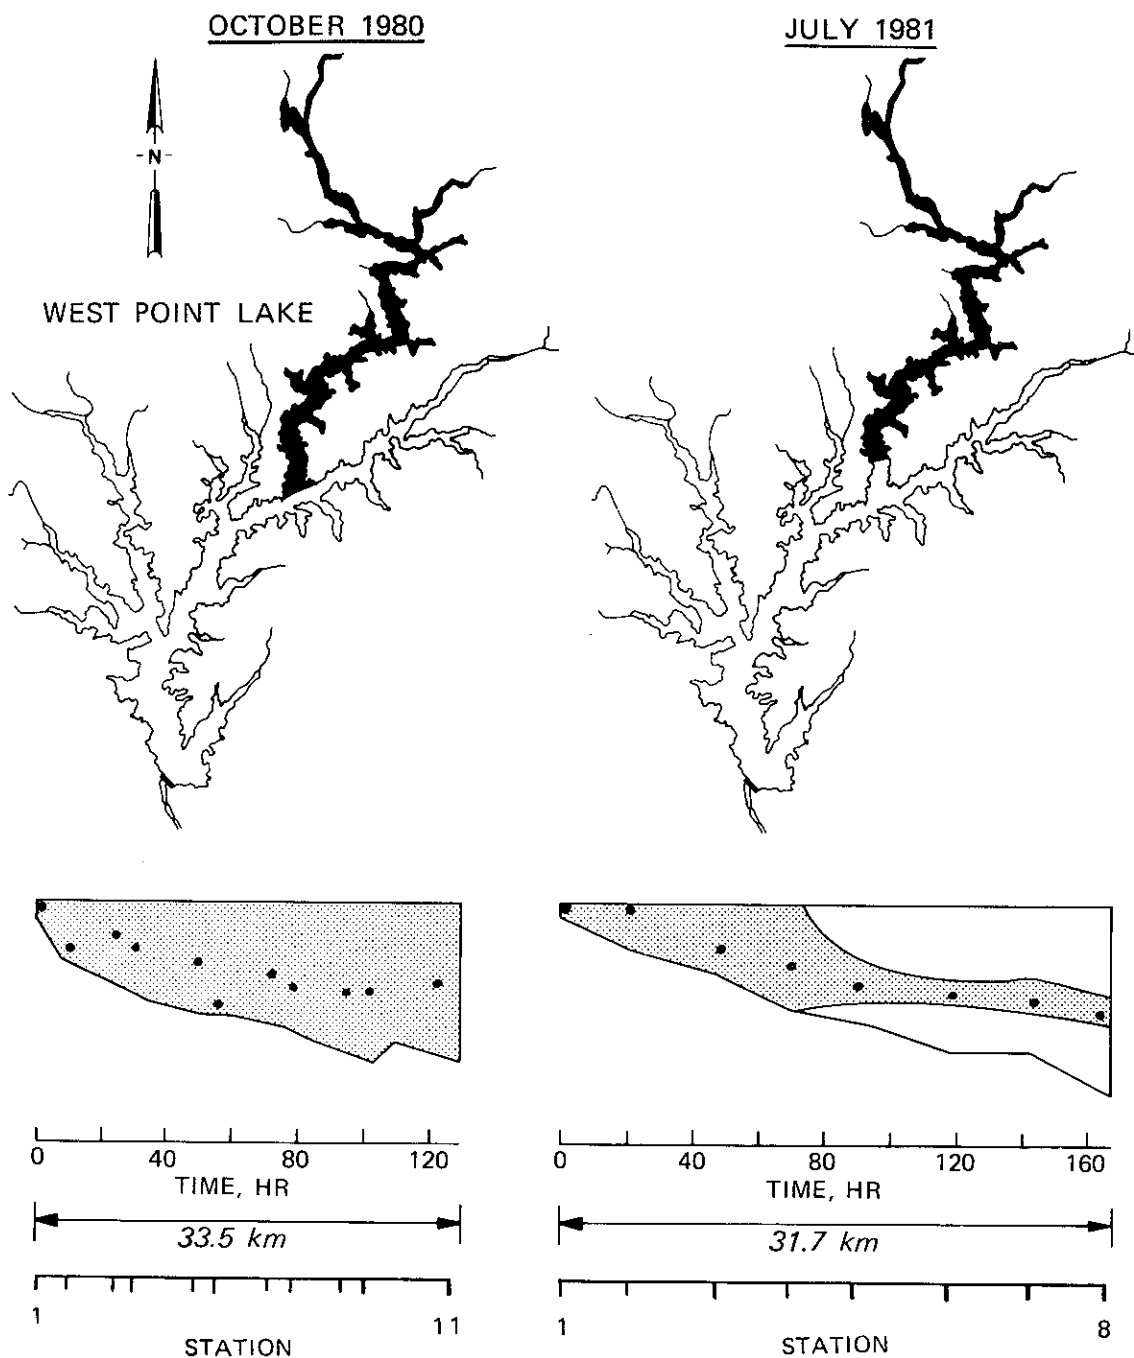 OCTOBER 1980
JULY 1981
-N-
WEST POINT LAKE
0 40 80 120
TIME, HR
33.5 km
1 11
STATION
0 40 80 120 160
TIME, HR
31.7 km
1 8
STATION